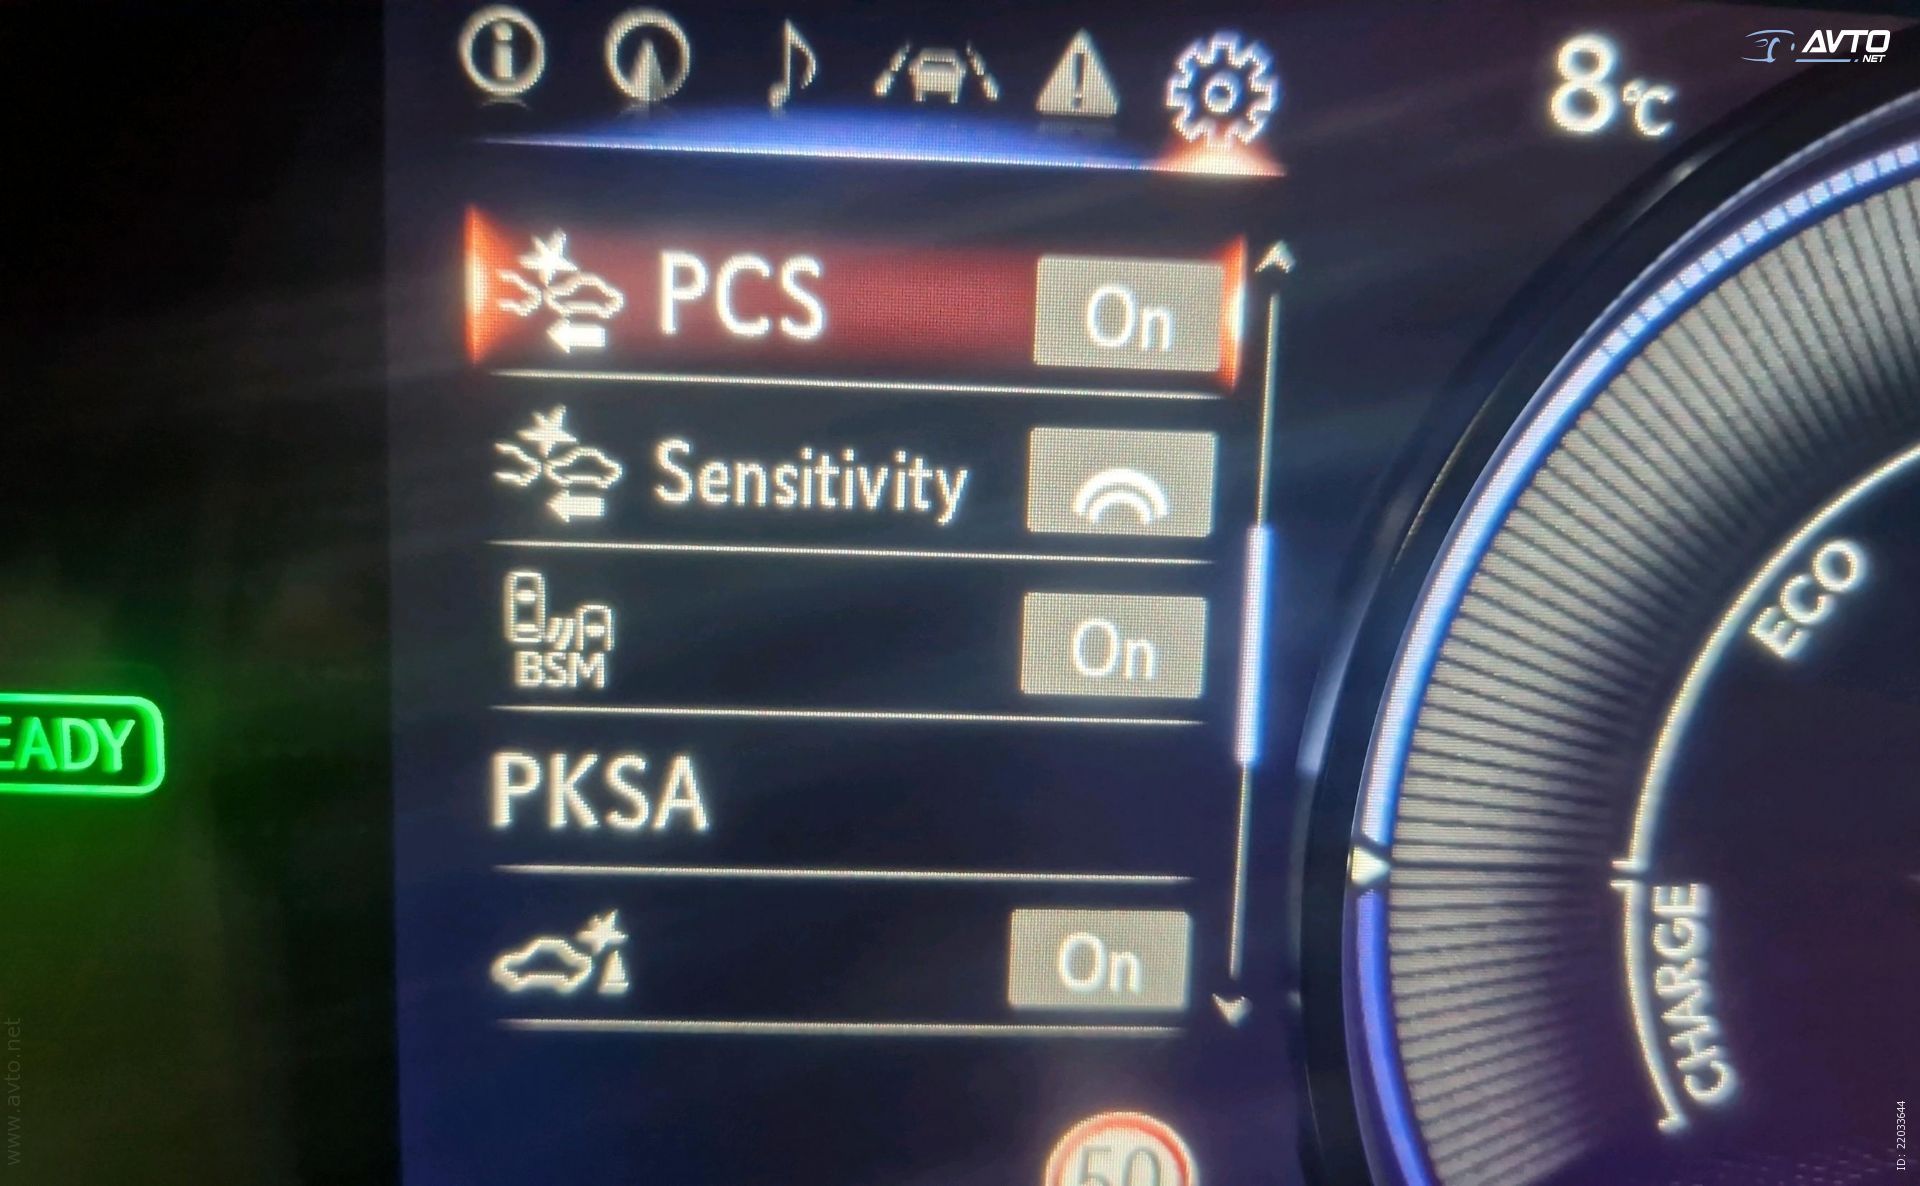 8°C
AVTO
.NET
PCS On
Sensitivity
BSM On
PKSA
On
EADY
ECO
CHARGE
50
www.avto.net
ID: 22033644